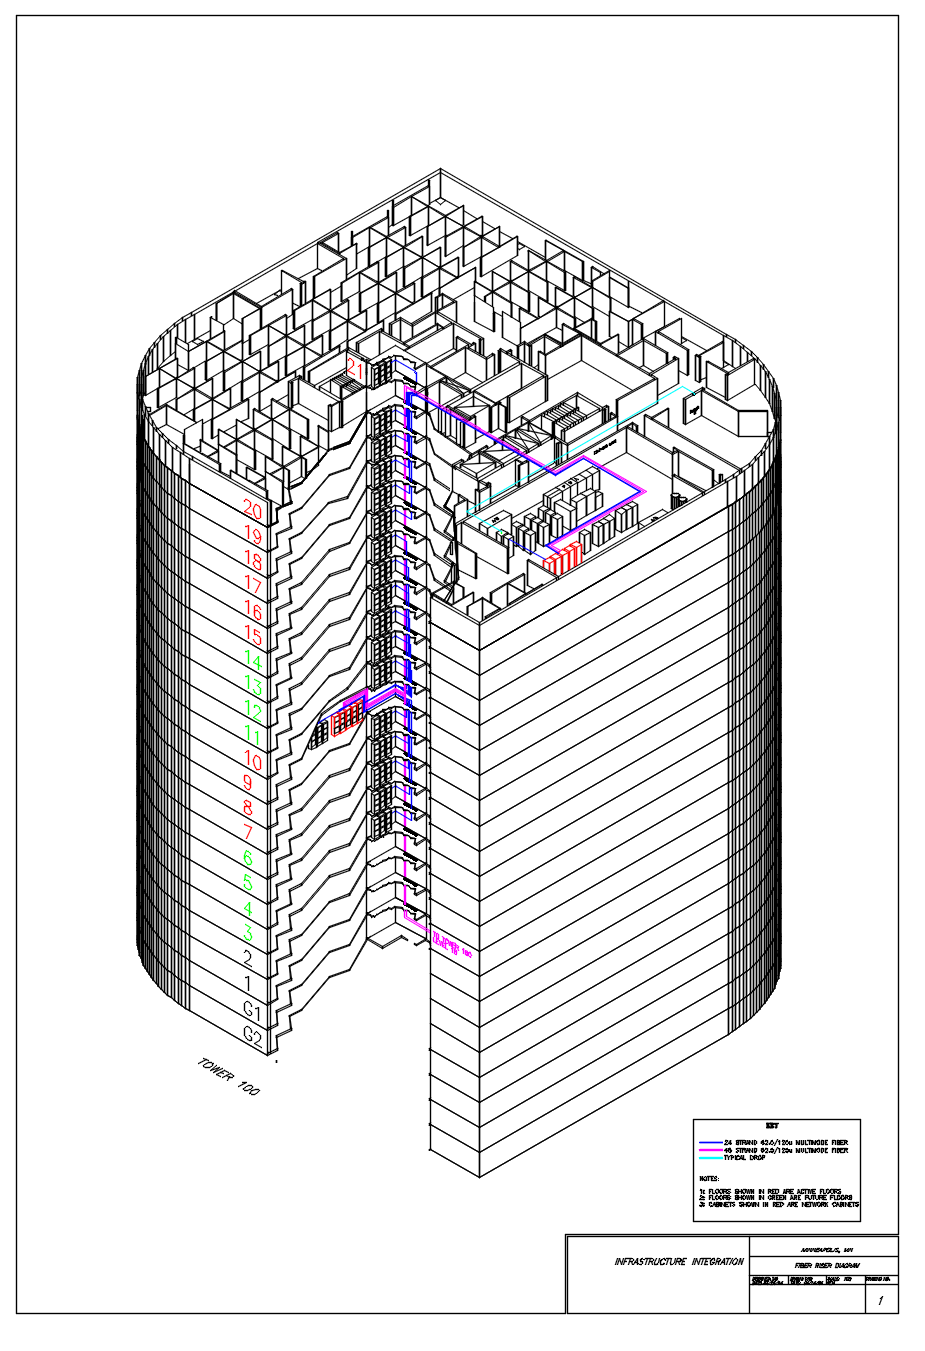 21
20
19
18
17
16
15
14
13
12
11
10
9
8
7
6
5
4
3
2
1
G1
G2
TO TOWER 100
TOWER 100
KEY
24 STRAND 62.5/125u MULTIMODE FIBER
48 STRAND 62.5/125u MULTIMODE FIBER
TYPICAL DROP
NOTES:
1: FLOORS SHOWN IN RED ARE ACTIVE FLOORS
2: FLOORS SHOWN IN GREEN ARE FUTURE FLOORS
3: CABINETS SHOWN IN RED ARE NETWORK CABINETS
INFRASTRUCTURE INTEGRATION
MINNEAPOLIS, MN
FIBER RISER DIAGRAM
1